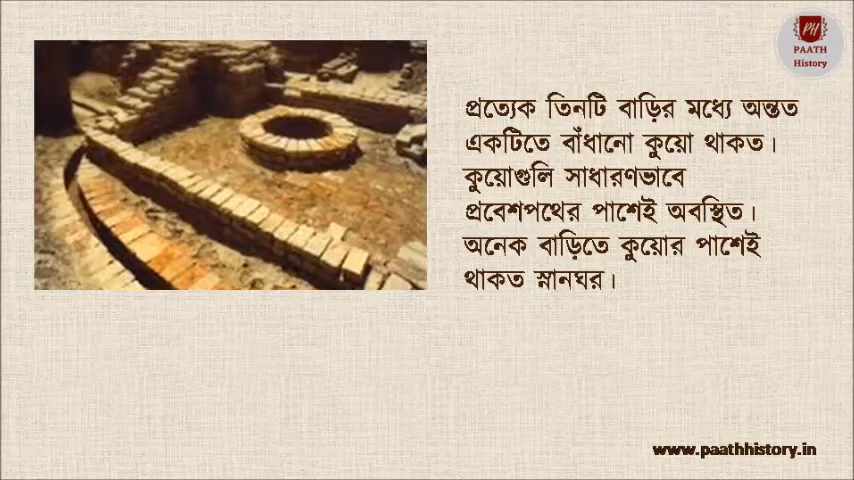 PH
PAATH
History
প্রত্যেক তিনটি বাড়ির মধ্যে অন্তত
একটিতে বাঁধানো কুয়ো থাকত।
কুয়োগুলি সাধারণভাবে
প্রবেশপথের পাশেই অবস্থিত।
অনেক বাড়িতে কুয়োর পাশেই
থাকত স্নানঘর।
www.paathhistory.in